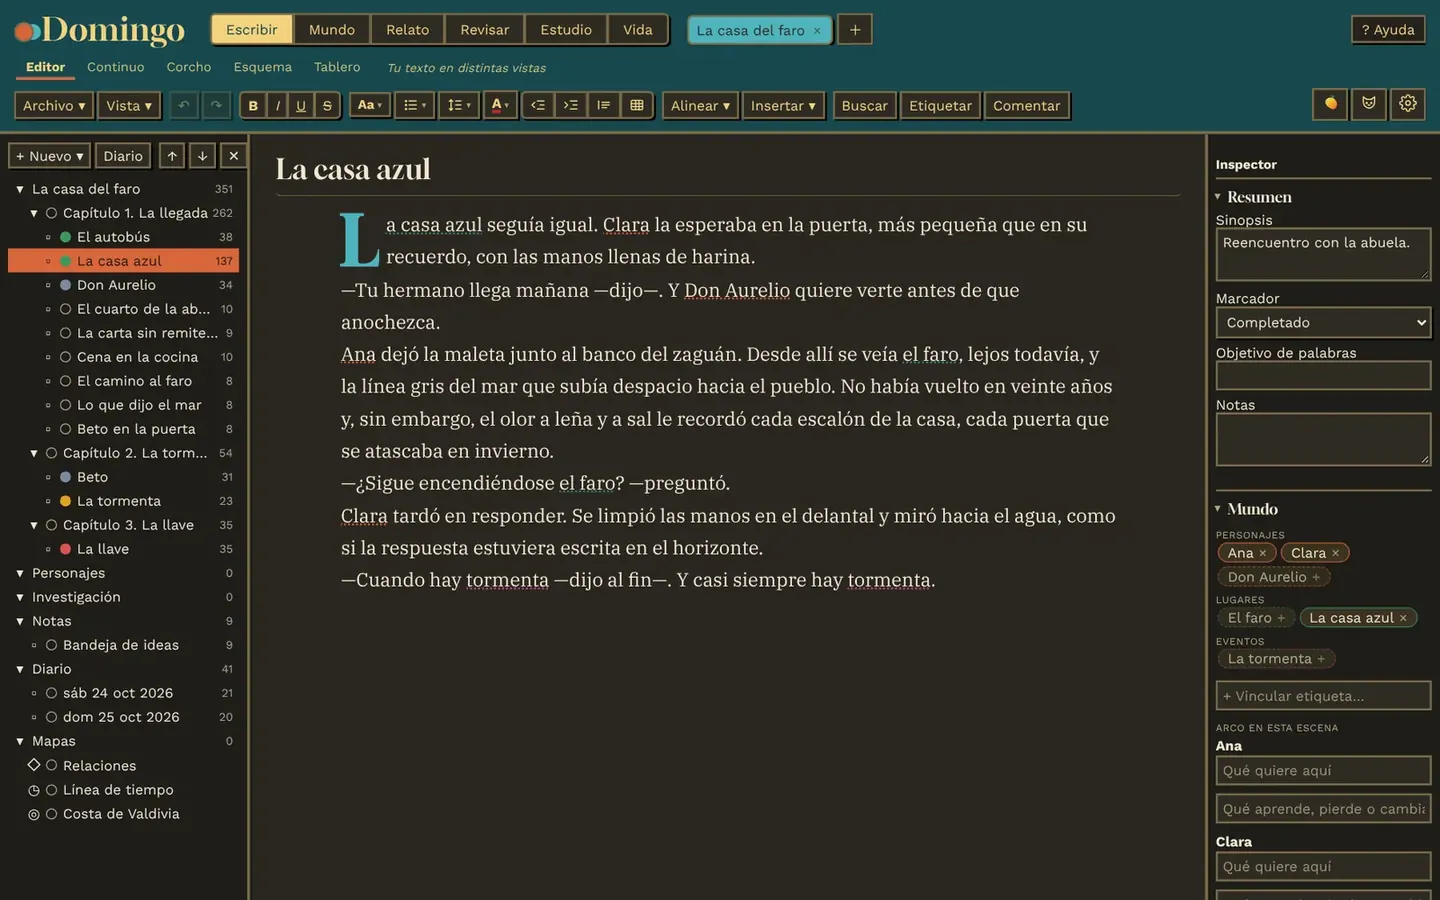 Domingo
Escribir Mundo Relato Revisar Estudio Vida La casa del faro × + ? Ayuda
Editor Continuo Corcho Esquema Tablero Tu texto en distintas vistas
Archivo ▾ Vista ▾ B I U S Aa A Alinear ▾ Insertar ▾ Buscar Etiquetar Comentar
+ Nuevo ▾ Diario ↑ ↓ ×
La casa del faro 351
Capítulo 1. La llegada 262
El autobús 38
La casa azul 137
Don Aurelio 34
El cuarto de la ab... 10
La carta sin remite... 9
Cena en la cocina 10
El camino al faro 8
Lo que dijo el mar 8
Beto en la puerta 8
Capítulo 2. La torm... 54
Beto 31
La tormenta 23
Capítulo 3. La llave 35
La llave 35
Personajes 0
Investigación 0
Notas 9
Bandeja de ideas 9
Diario 41
sáb 24 oct 2026 21
dom 25 oct 2026 20
Mapas 0
Relaciones
Línea de tiempo
Costa de Valdivia
La casa azul
La casa azul seguía igual. Clara la esperaba en la puerta, más pequeña que en su
recuerdo, con las manos llenas de harina.
—Tu hermano llega mañana —dijo—. Y Don Aurelio quiere verte antes de que
anochezca.
Ana dejó la maleta junto al banco del zaguán. Desde allí se veía el faro, lejos todavía, y
la línea gris del mar que subía despacio hacia el pueblo. No había vuelto en veinte años
y, sin embargo, el olor a leña y a sal le recordó cada escalón de la casa, cada puerta que
se atascaba en invierno.
—¿Sigue encendiéndose el faro? —preguntó.
Clara tardó en responder. Se limpió las manos en el delantal y miró hacia el agua, como
si la respuesta estuviera escrita en el horizonte.
—Cuando hay tormenta —dijo al fin—. Y casi siempre hay tormenta.
Inspector
Resumen
Sinopsis
Reencuentro con la abuela.
Marcador
Completado
Objetivo de palabras
Notas
Mundo
PERSONAJES
Ana × Clara ×
Don Aurelio +
LUGARES
El faro + La casa azul ×
EVENTOS
La tormenta +
+ Vincular etiqueta...
ARCO EN ESTA ESCENA
Ana
Qué quiere aquí
Qué aprende, pierde o cambia
Clara
Qué quiere aquí